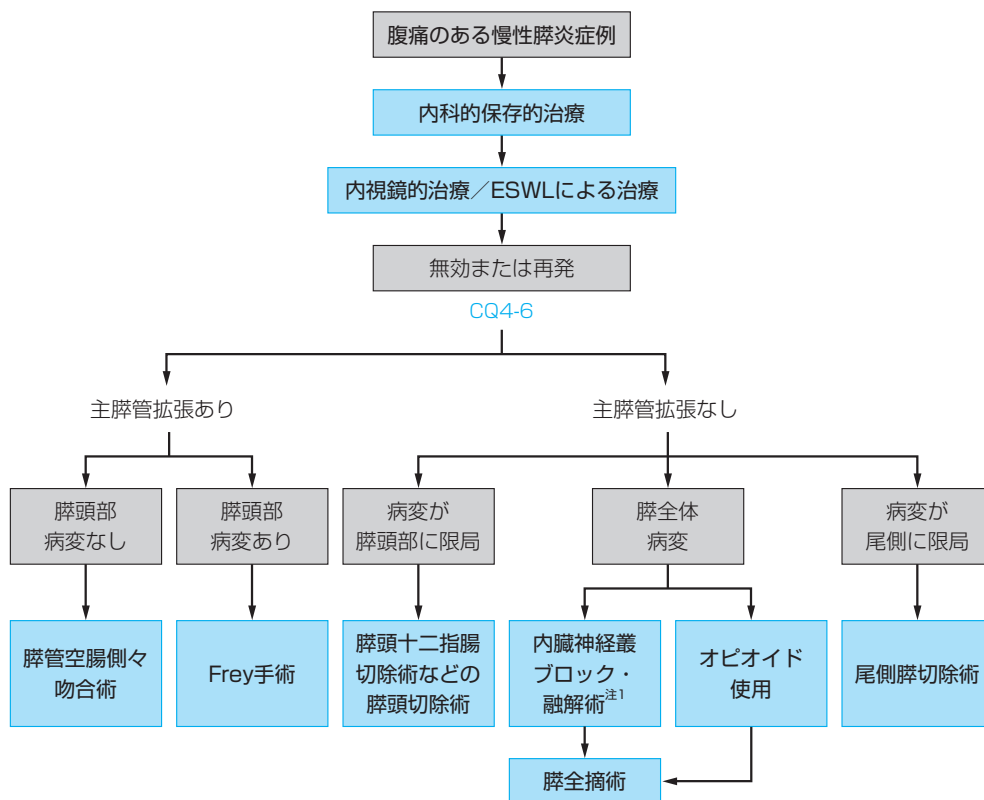 腹痛のある慢性膵炎症例
内科的保存的治療
内視鏡的治療／ESWLによる治療
無効または再発
CQ4-6
主膵管拡張あり
主膵管拡張なし
膵頭部
病変なし
膵頭部
病変あり
病変が
膵頭部に限局
膵全体
病変
病変が
尾側に限局
膵管空腸側々
吻合術
Frey手術
膵頭十二指腸
切除術などの
膵頭切除術
内臓神経叢
ブロック・
融解術注1
オピオイド
使用
尾側膵切除術
膵全摘術